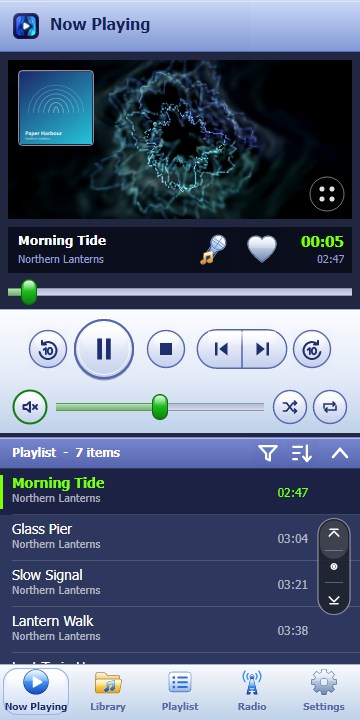 Now Playing
Paper Harbour
Morning Tide
Northern Lanterns
00:05
02:47
10
10
Playlist - 7 items
Morning Tide
Northern Lanterns
02:47
Glass Pier
Northern Lanterns
03:04
Slow Signal
Northern Lanterns
03:21
Lantern Walk
Northern Lanterns
03:38
Now Playing
Library
Playlist
Radio
Settings